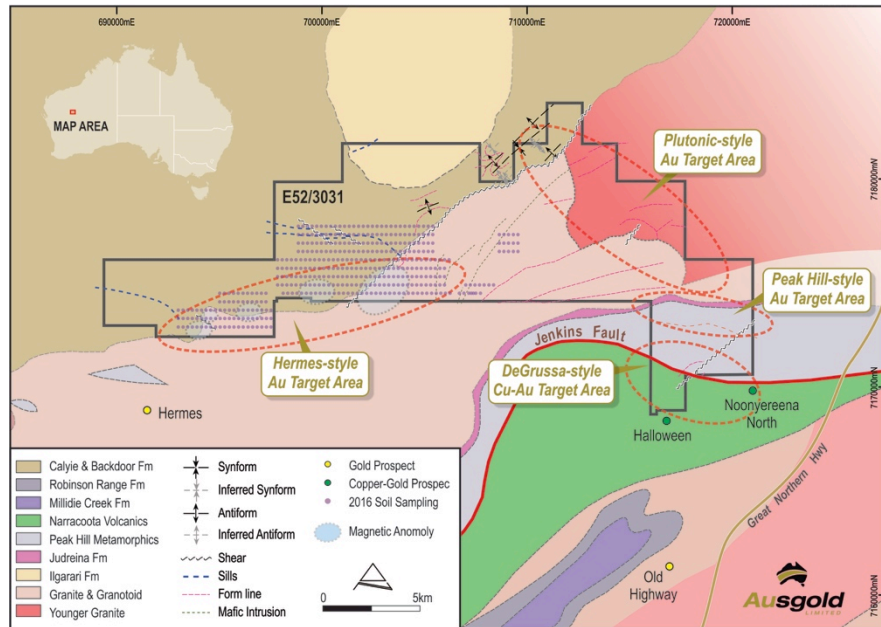 690000mE
700000mE
710000mE
720000mE
MAP AREA
E52/3031
Plutonic-style
Au Target Area
7180000mN
Peak Hill-style
Au Target Area
Jenkins Fault
Hermes-style
Au Target Area
DeGrussa-style
Cu-Au Target Area
7170000mN
Hermes
Halloween
Noonyereena
North
Great Northern Hwy
Old
Highway
7160000mN
Calyie & Backdoor Fm
Robinson Range Fm
Millidie Creek Fm
Narracoota Volcanics
Peak Hill Metamorphics
Judreina Fm
Ilgarari Fm
Granite & Granotoid
Younger Granite
Synform
Inferred Synform
Antiform
Inferred Antiform
Shear
Sills
Form line
Mafic Intrusion
Gold Prospect
Copper-Gold Prospec
2016 Soil Sampling
Magnetic Anomoly
0
5km
Ausgold
LIMITED